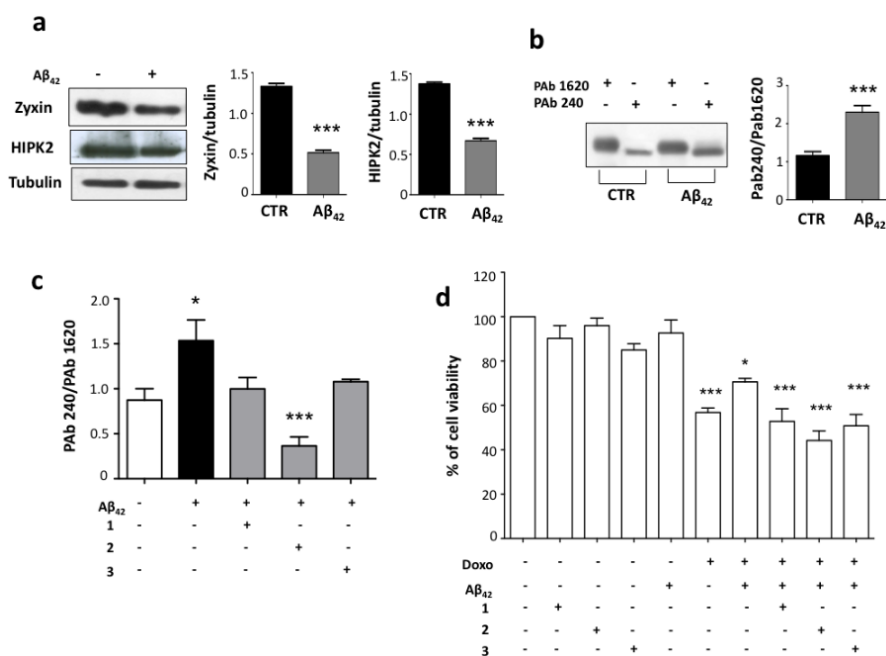 a
Aβ42 - +
Zyxin
HIPK2
Tubulin
Zyxin/tubulin
1.5
1.0
0.5
0
***
CTR Aβ42
HIPK2/tubulin
1.5
1.0
0.5
0
***
CTR Aβ42
b
PAb 1620 + - + -
PAb 240 - + - +
CTR Aβ42
Pab240/Pab1620
3
2
1
0
***
CTR Aβ42
c
PAb 240/PAb 1620
2.0
1.5
1.0
0.5
0
*
***
Aβ42 - + + + +
1 - - + - -
2 - - - + -
3 - - - - +
d
% of cell viability
120
100
80
60
40
20
0
***
*
***
***
***
Doxo - - - - - + + + + +
Aβ42 - - - - + - + + + +
1 - + - - - - - + - -
2 - - + - - - - - + -
3 - - - + - - - - - +